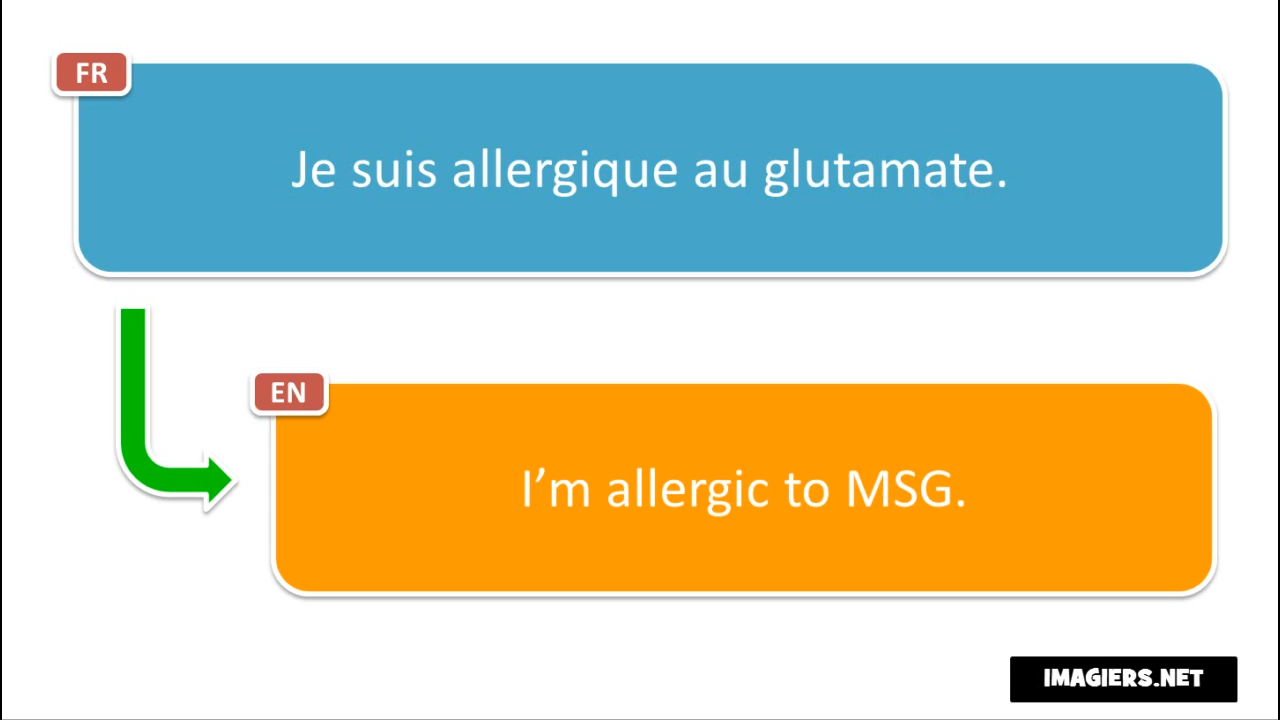 FR
Je suis allergique au glutamate.
EN
I’m allergic to MSG.
IMAGIERS.NET